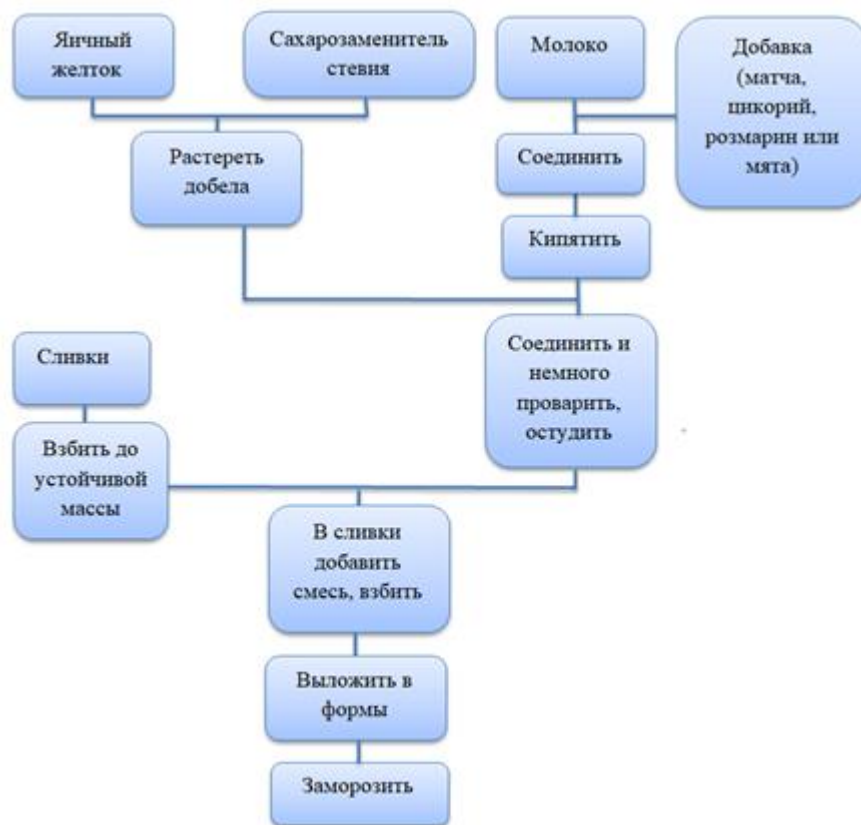 Яичный
желток
Сахарозаменитель
стевия
Молоко
Добавка
(матча,
цикорий,
розмарин или
мята)
Растереть
добела
Соединить
Кипятить
Соединить и
немного
проварить,
остудить
Сливки
Взбить до
устойчивой
массы
В сливки
добавить
смесь, взбить
Выложить в
формы
Заморозить